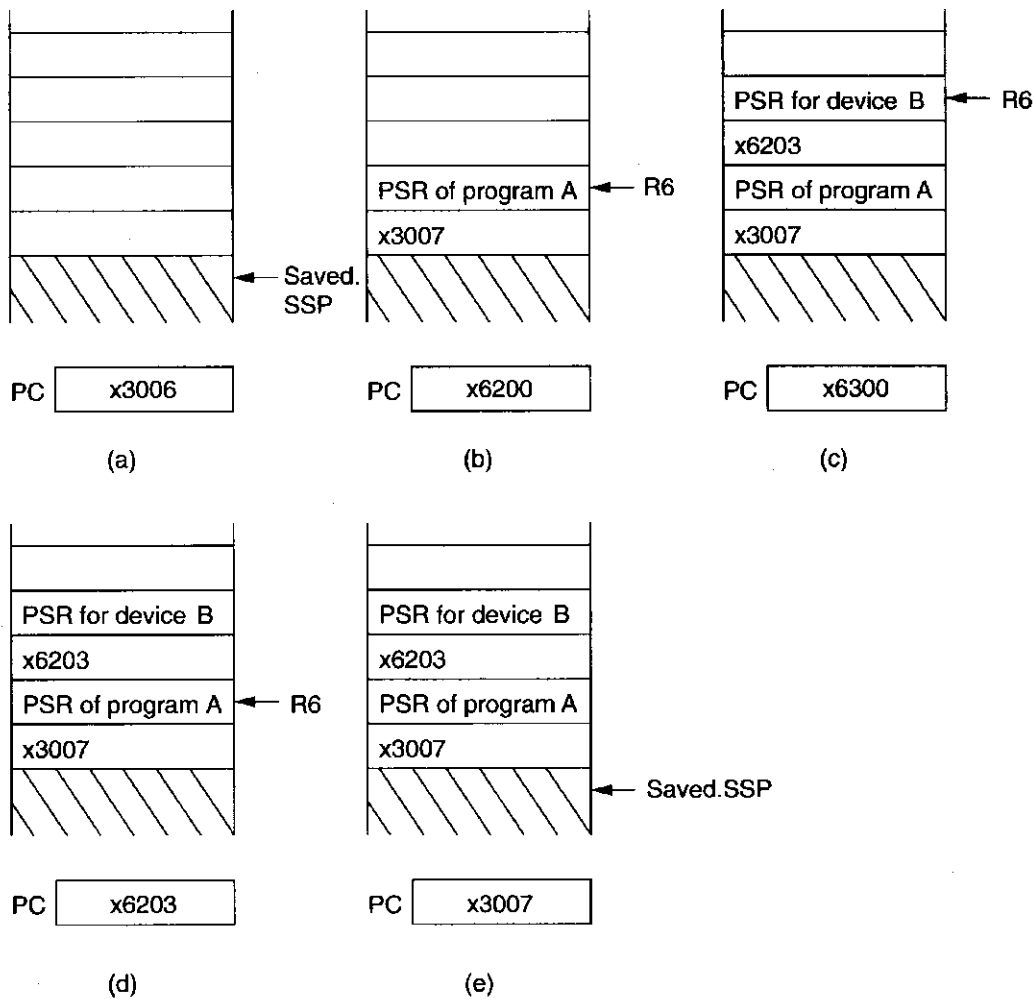 Saved.
SSP
PC x3006
(a)
PSR of program A
R6
x3007
PC x6200
(b)
PSR for device B
R6
x6203
PSR of program A
x3007
PC x6300
(c)
PSR for device B
x6203
PSR of program A
R6
x3007
PC x6203
(d)
PSR for device B
x6203
PSR of program A
x3007
Saved.SSP
PC x3007
(e)